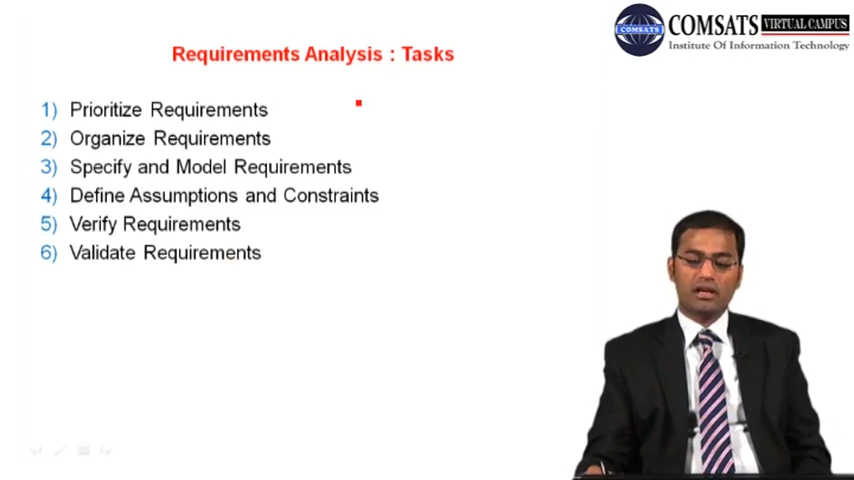 COMSATS VIRTUAL CAMPUS
COMSATS
Institute Of Information Technology
Requirements Analysis : Tasks
1) Prioritize Requirements
2) Organize Requirements
3) Specify and Model Requirements
4) Define Assumptions and Constraints
5) Verify Requirements
6) Validate Requirements